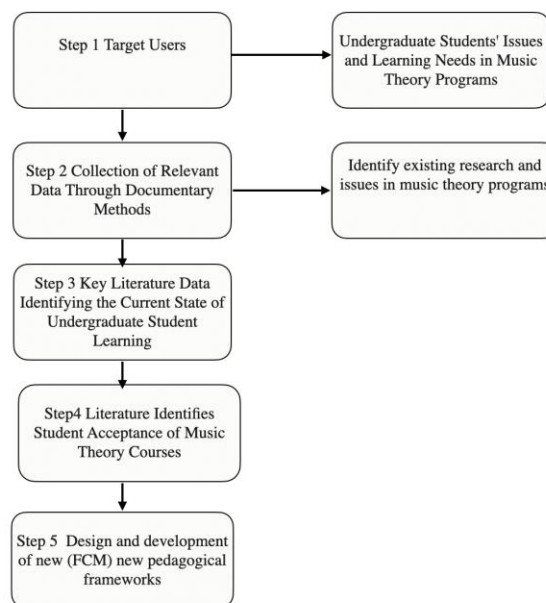 Step 1 Target Users
Undergraduate Students' Issues
and Learning Needs in Music
Theory Programs
Step 2 Collection of Relevant
Data Through Documentary
Methods
Identify existing research and
issues in music theory programs
Step 3 Key Literature Data
Identifying the Current State of
Undergraduate Student
Learning
Step4 Literature Identifies
Student Acceptance of Music
Theory Courses
Step 5 Design and development
of new (FCM) new pedagogical
frameworks